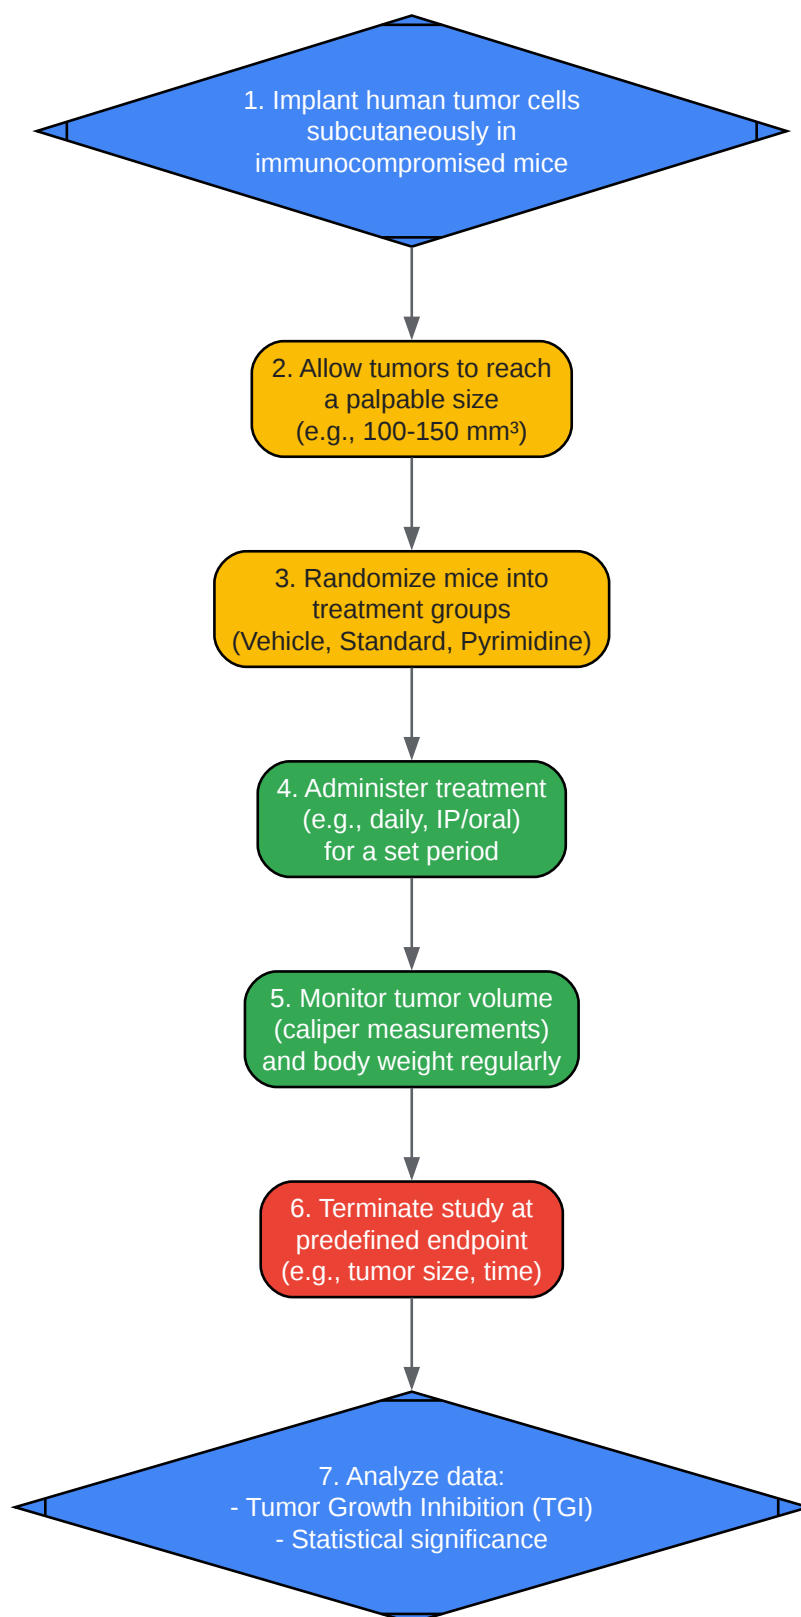 1. Implant human tumor cells
subcutaneously in
immunocompromised mice
2. Allow tumors to reach
a palpable size
(e.g., 100-150 mm³)
3. Randomize mice into
treatment groups
(Vehicle, Standard, Pyrimidine)
4. Administer treatment
(e.g., daily, IP/oral)
for a set period
5. Monitor tumor volume
(caliper measurements)
and body weight regularly
6. Terminate study at
predefined endpoint
(e.g., tumor size, time)
7. Analyze data:
- Tumor Growth Inhibition (TGI)
- Statistical significance